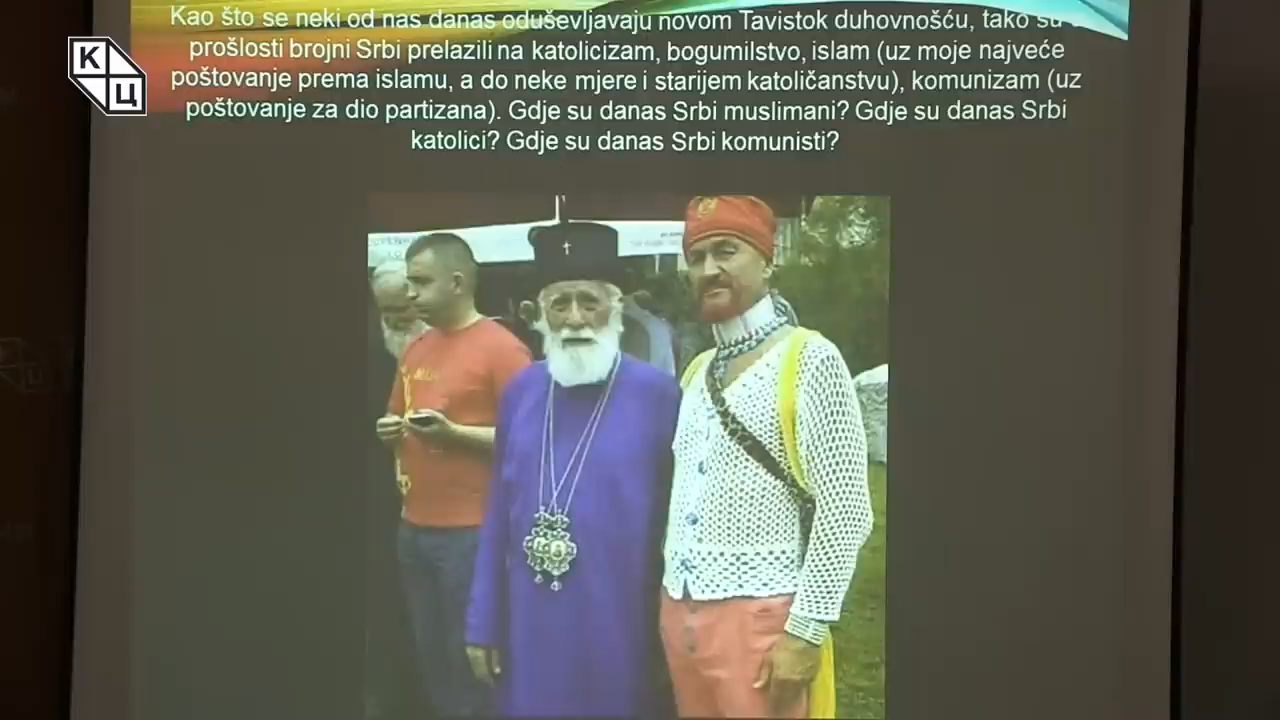 Kao što se neki od nas danas oduševljavaju novom Tavistok duhovnošću, tako su
prošlosti brojni Srbi prelazili na katolicizam, bogumilstvo, islam (uz moje najveće
poštovanje prema islamu, a do neke mjere i starijem katoličanstvu), komunizam (uz
poštovanje za dio partizana). Gdje su danas Srbi muslimani? Gdje su danas Srbi
katolici? Gdje su danas Srbi komunisti?
К
Ц